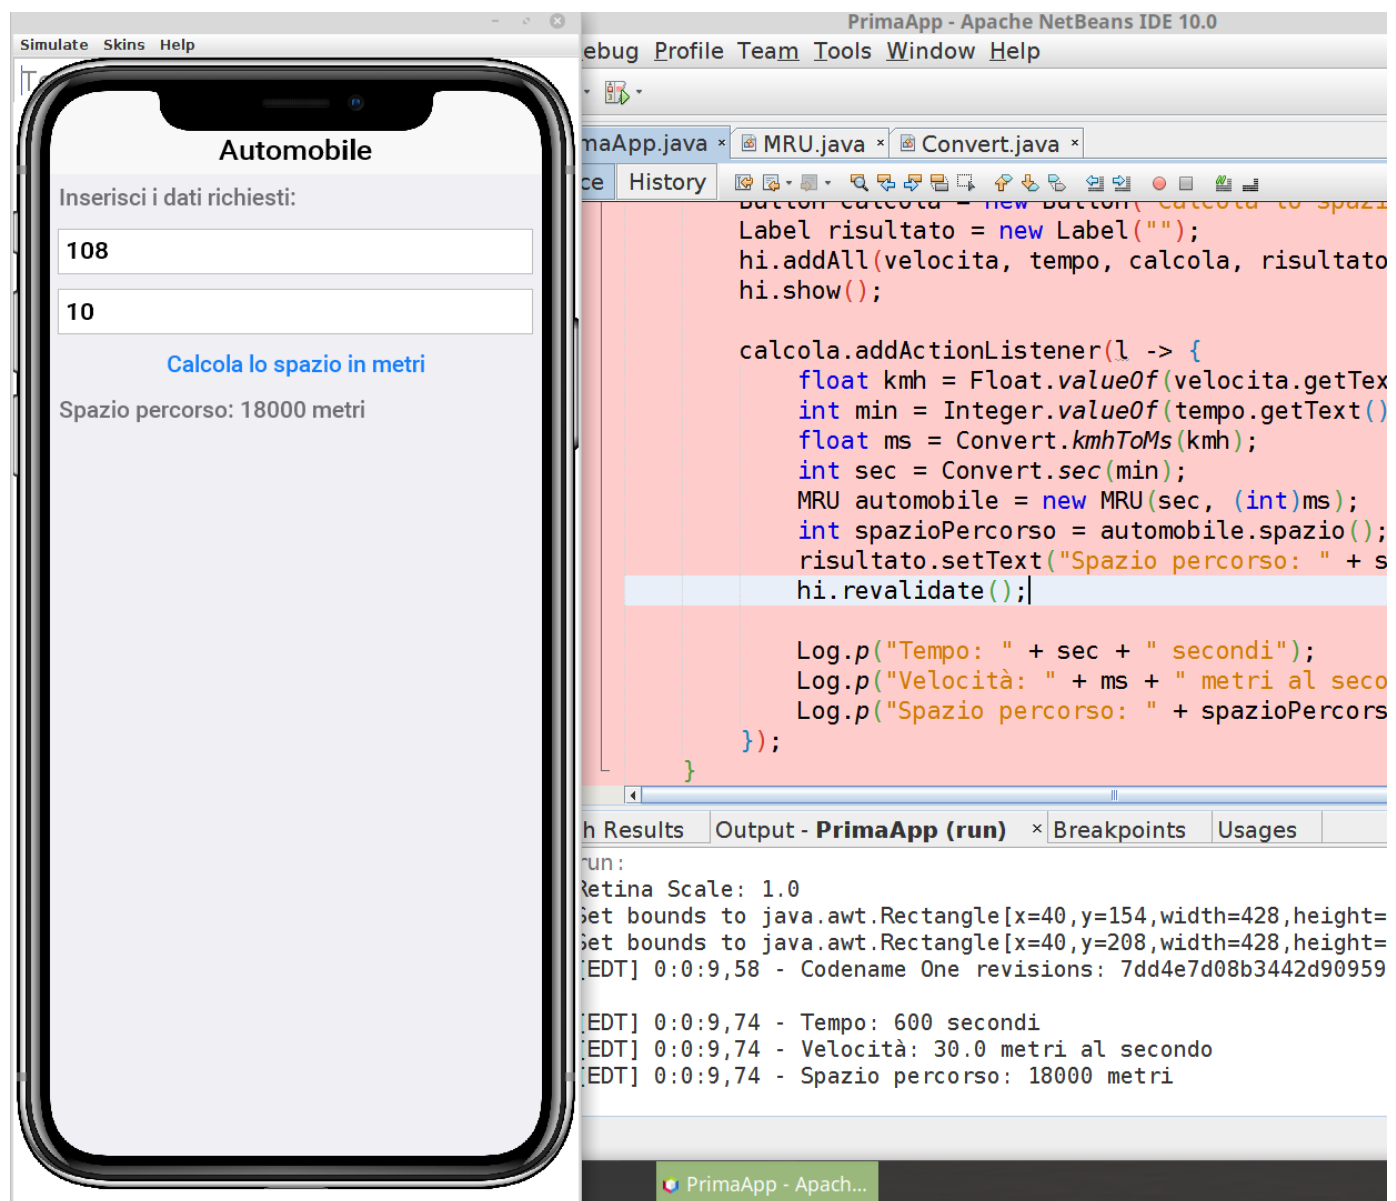 Simulate Skins Help
Automobile
Inserisci i dati richiesti:
108
10
Calcola lo spazio in metri
Spazio percorso: 18000 metri
PrimaApp - Apache NetBeans IDE 10.0
ebug Profile Team Tools Window Help
maApp.java × MRU.java × Convert.java ×
ce History
Button calcola = new Button("Calcola lo spazi
Label risultato = new Label("");
hi.addAll(velocita, tempo, calcola, risultato
hi.show();
calcola.addActionListener(l -> {
float kmh = Float.valueOf(velocita.getTex
int min = Integer.valueOf(tempo.getText()
float ms = Convert.kmhToMs(kmh);
int sec = Convert.sec(min);
MRU automobile = new MRU(sec, (int)ms);
int spazioPercorso = automobile.spazio();
risultato.setText("Spazio percorso: " + s
hi.revalidate();
Log.p("Tempo: " + sec + " secondi");
Log.p("Velocità: " + ms + " metri al seco
Log.p("Spazio percorso: " + spazioPercors
});
}
h Results Output - PrimaApp (run) × Breakpoints Usages
run:
Retina Scale: 1.0
Set bounds to java.awt.Rectangle[x=40,y=154,width=428,height=
Set bounds to java.awt.Rectangle[x=40,y=208,width=428,height=
[EDT] 0:0:9,58 - Codename One revisions: 7dd4e7d08b3442d90959
[EDT] 0:0:9,74 - Tempo: 600 secondi
[EDT] 0:0:9,74 - Velocità: 30.0 metri al secondo
[EDT] 0:0:9,74 - Spazio percorso: 18000 metri
PrimaApp - Apach...